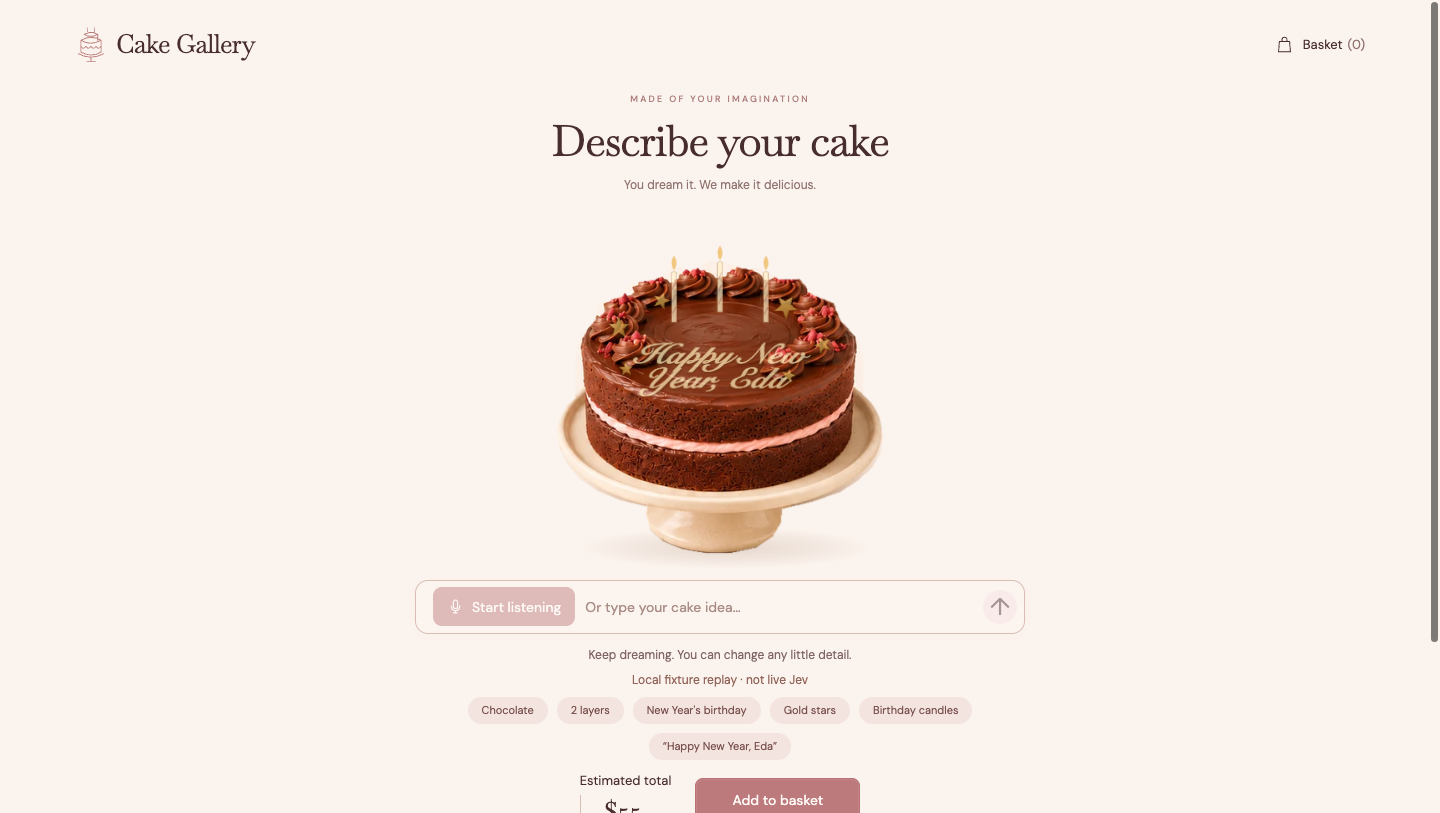 Cake Gallery
Basket (0)
MADE OF YOUR IMAGINATION
Describe your cake
You dream it. We make it delicious.
Happy New
Year, Eda
Start listening
Or type your cake idea...
Keep dreaming. You can change any little detail.
Local fixture replay · not live Jev
Chocolate
2 layers
New Year's birthday
Gold stars
Birthday candles
"Happy New Year, Eda"
Estimated total
Add to basket